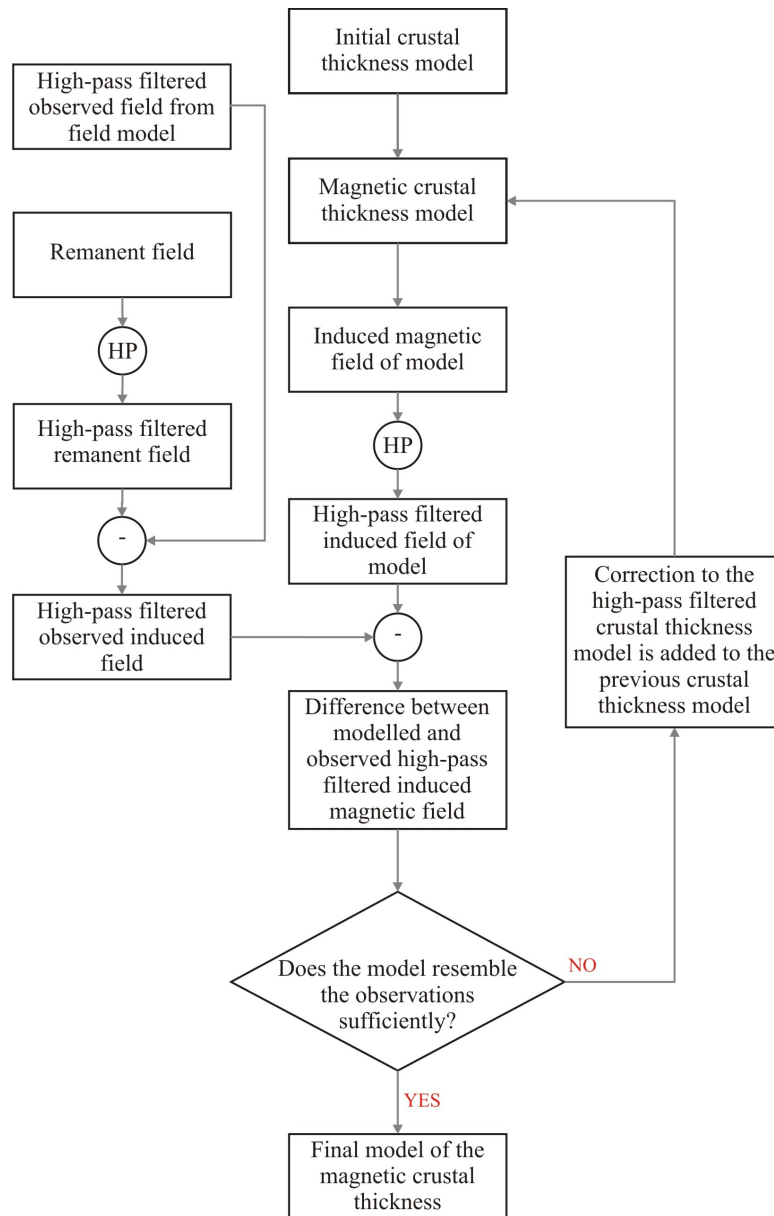 Initial crustal
thickness model
High-pass filtered
observed field from
field model
Magnetic crustal
thickness model
Remanent field
HP
Induced magnetic
field of model
High-pass filtered
remanent field
HP
-
High-pass filtered
induced field of
model
High-pass filtered
observed induced
field
-
Correction to the
high-pass filtered
crustal thickness
model is added to the
previous crustal
thickness model
Difference between
modelled and
observed high-pass
filtered induced
magnetic field
Does the model resemble
the observations
sufficiently?
NO
YES
Final model of the
magnetic crustal
thickness